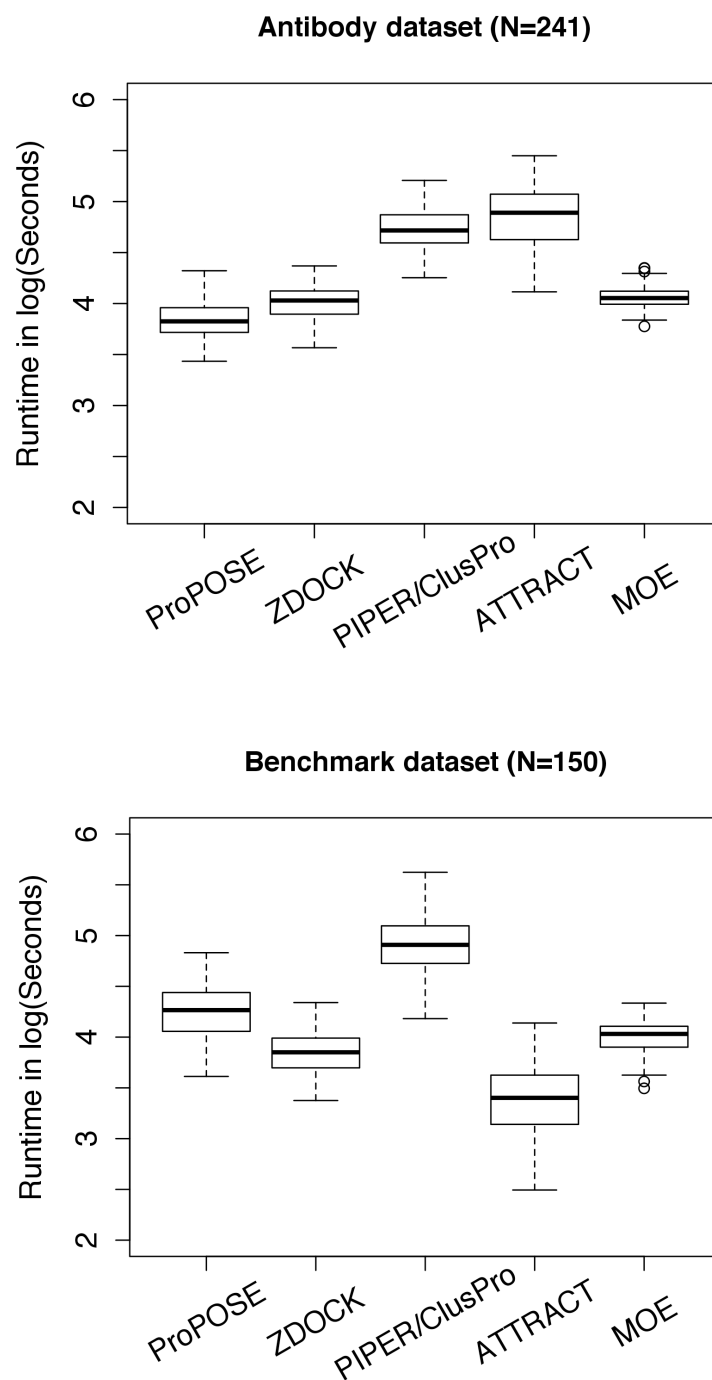 Antibody dataset (N=241)
Runtime in log(Seconds)
6
5
4
3
2
ProPOSE
ZDOCK
PIPER/ClusPro
ATTRACT
MOE
Benchmark dataset (N=150)
Runtime in log(Seconds)
6
5
4
3
2
ProPOSE
ZDOCK
PIPER/ClusPro
ATTRACT
MOE